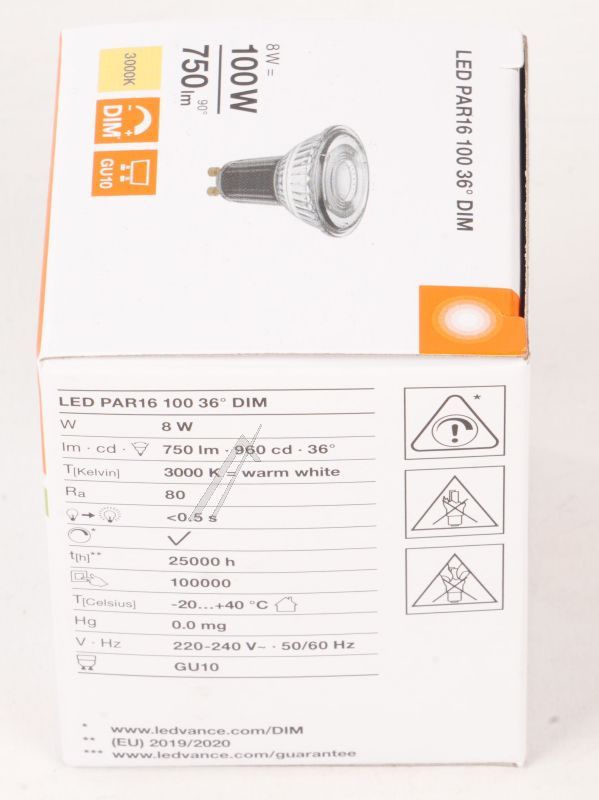 LED PAR16 100 36° DIM
8 W =
100 W
750 lm
90°
3000K
DIM
- +
GU10
LED PAR16 100 36° DIM
W 8 W
lm · cd · 750 lm · 960 cd · 36°
T[Kelvin] 3000 K = warm white
Ra 80
<0.5 s
*
t[h]** 25000 h
100000
T[Celsius] -20...+40 °C
Hg 0.0 mg
V · Hz 220-240 V~ · 50/60 Hz
GU10
*
* www.ledvance.com/DIM
** (EU) 2019/2020
*** www.ledvance.com/guarantee